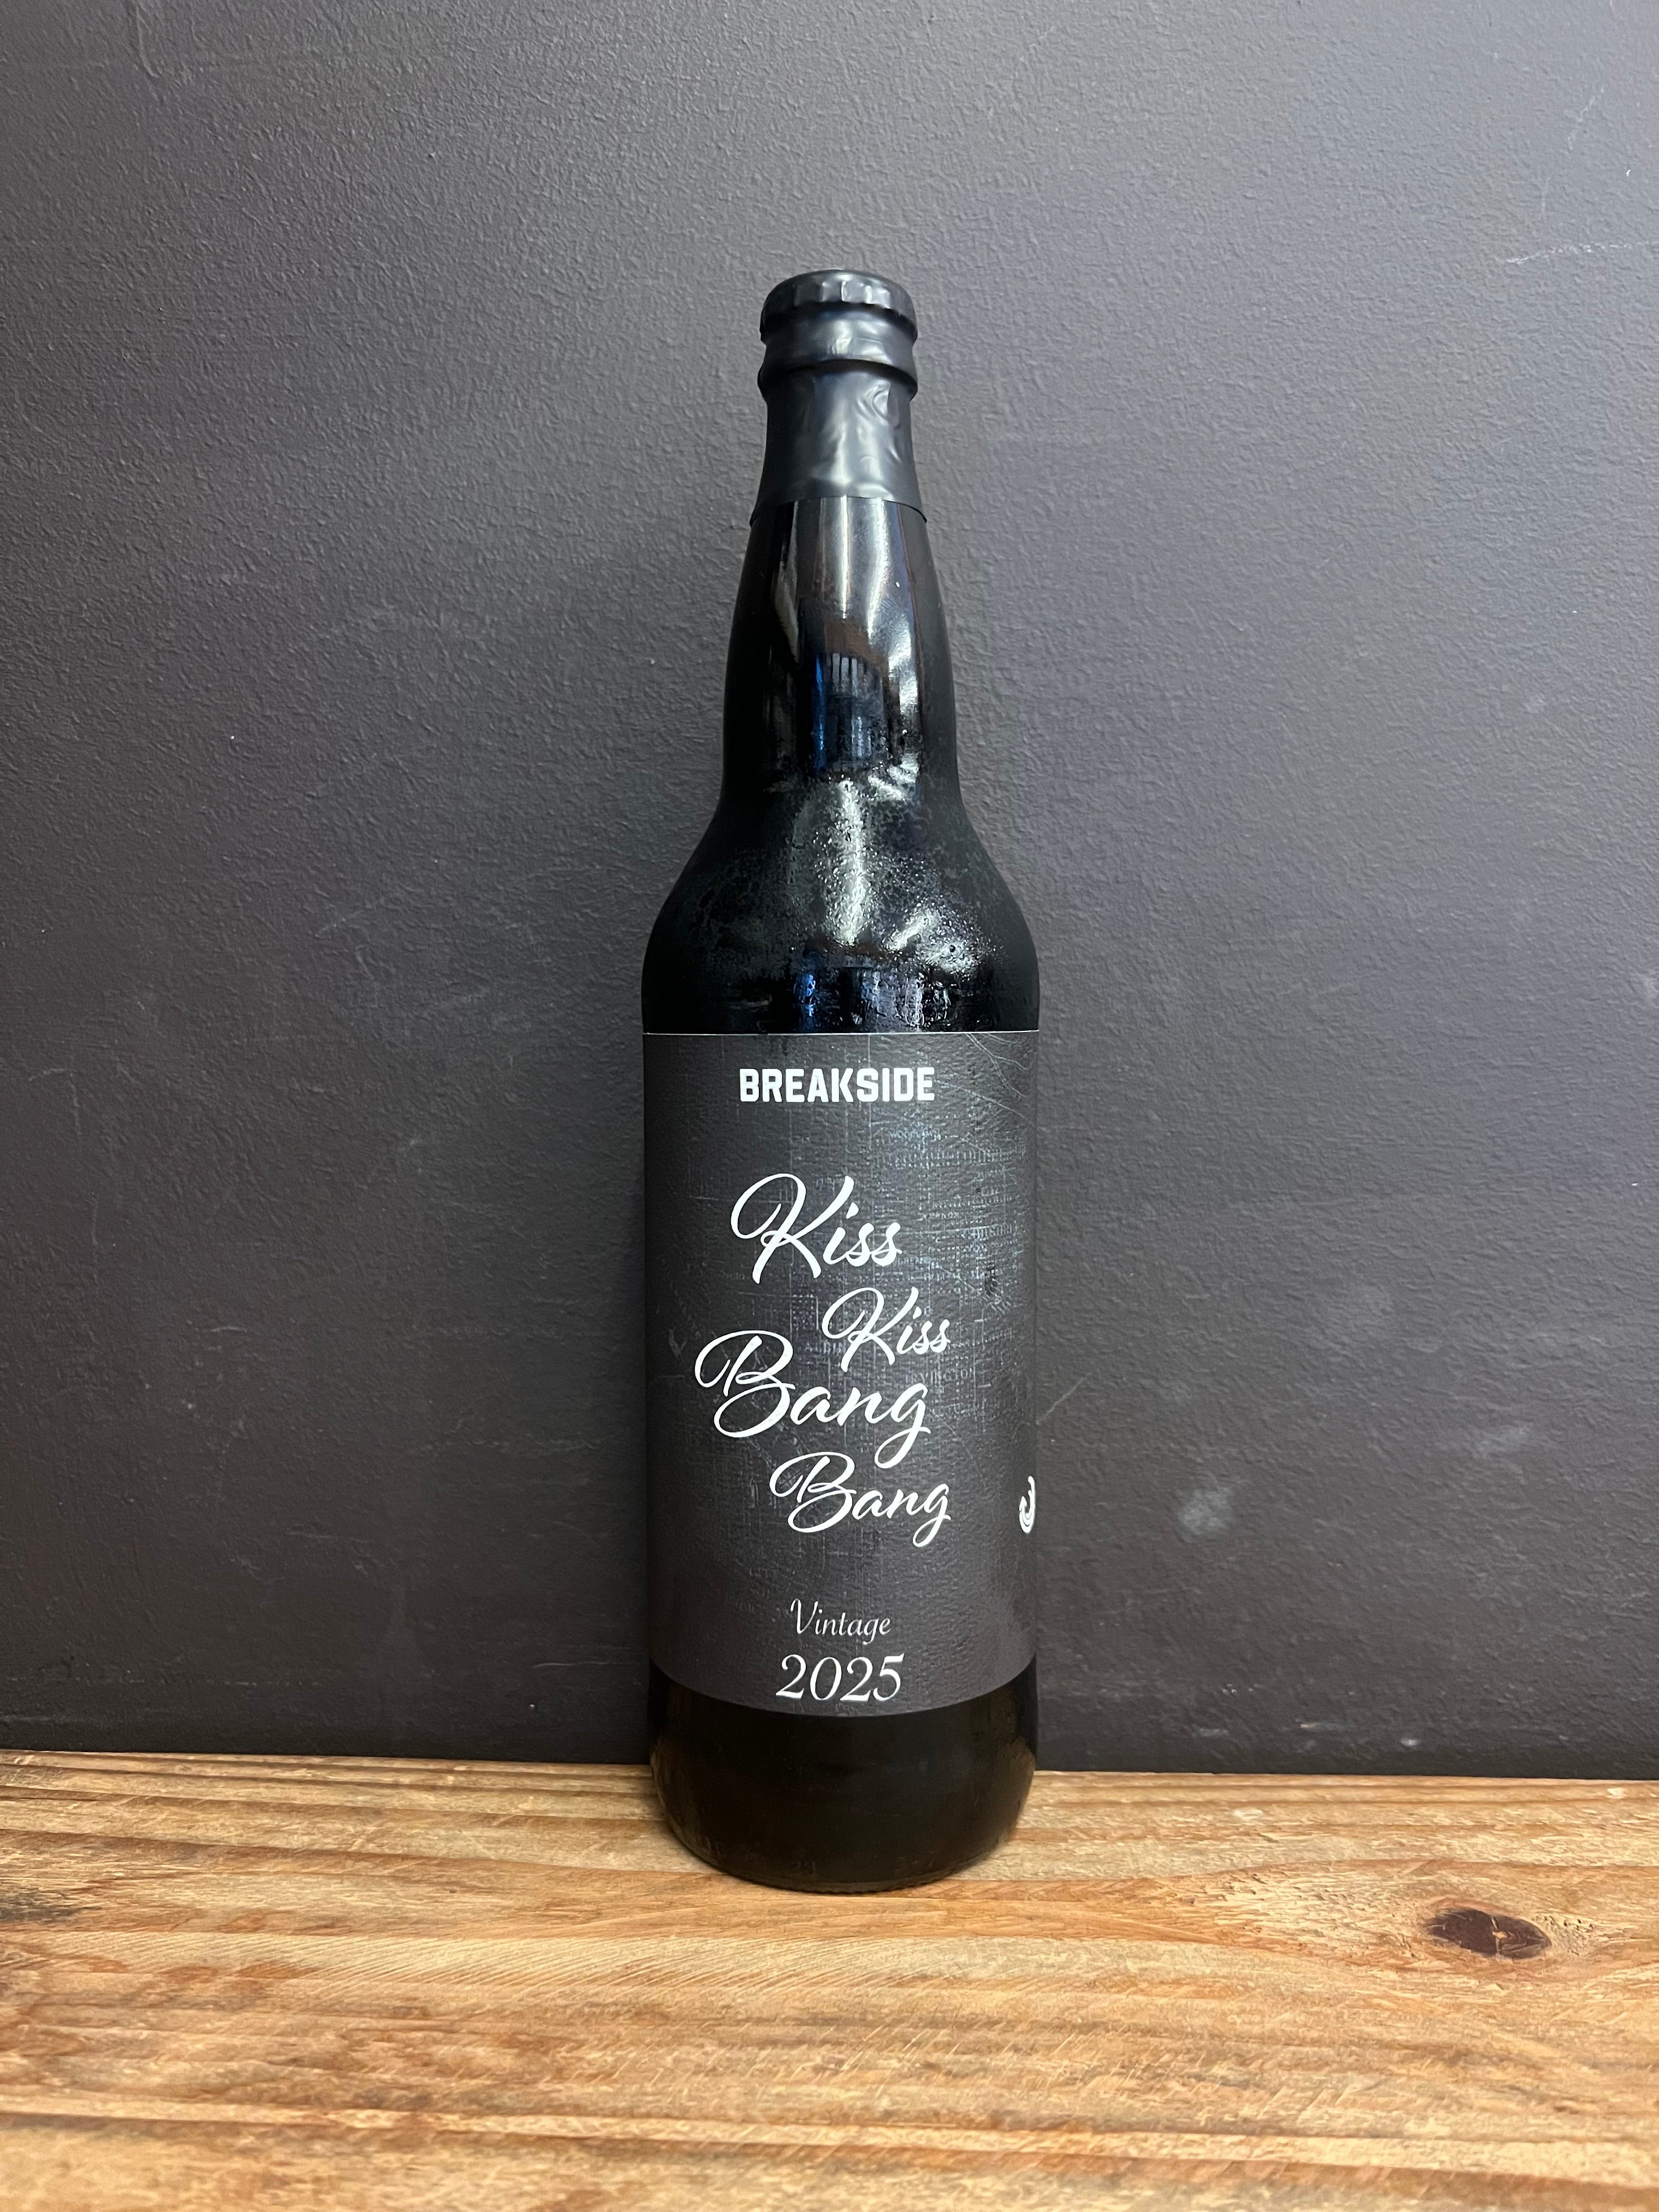 BREAKSIDE
Kiss
Kiss
Bang
Bang
Vintage
2025